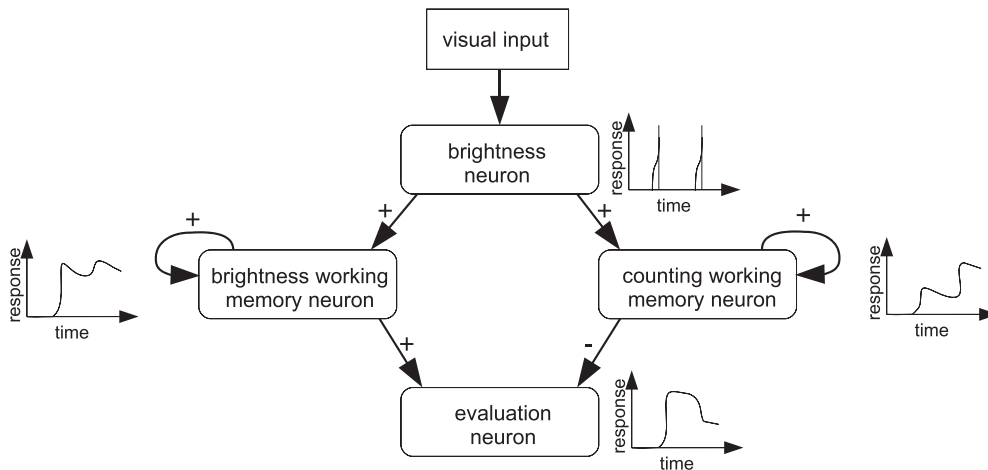 visual input
brightness
neuron
response
time
+
+
+
+
brightness working
memory neuron
counting working
memory neuron
response
time
response
time
+
-
evaluation
neuron
response
time